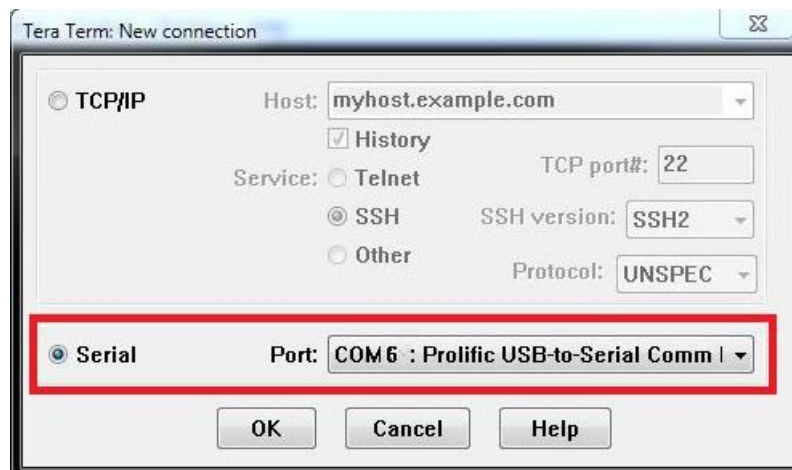 Tera Term: New connection
TCP/IP
Host: myhost.example.com
History
Service: Telnet
TCP port#: 22
SSH
SSH version: SSH2
Other
Protocol: UNSPEC
Serial
Port: COM6 : Prolific USB-to-Serial Comm
OK Cancel Help